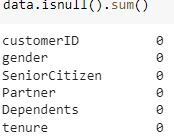 data.isnull().sum()
customerID 0
gender 0
SeniorCitizen 0
Partner 0
Dependents 0
tenure 0